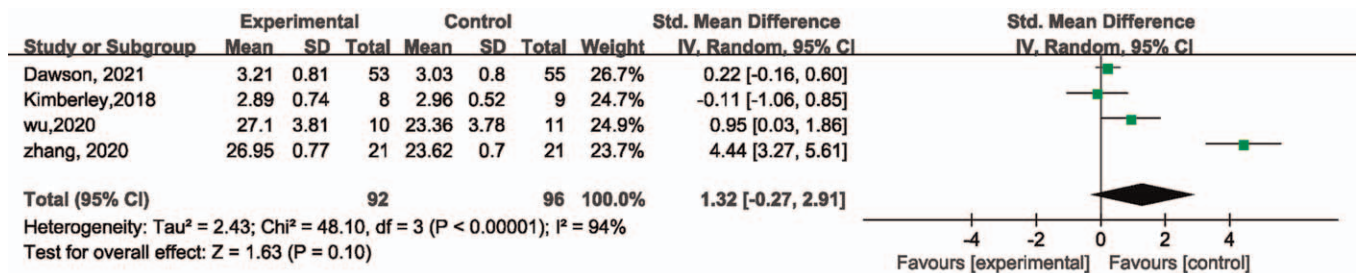 Experimental Control Std. Mean Difference Std. Mean Difference
Study or Subgroup Mean SD Total Mean SD Total Weight IV, Random, 95% CI IV, Random, 95% CI
Dawson, 2021 3.21 0.81 53 3.03 0.8 55 26.7% 0.22 [-0.16, 0.60]
Kimberley,2018 2.89 0.74 8 2.96 0.52 9 24.7% -0.11 [-1.06, 0.85]
wu,2020 27.1 3.81 10 23.36 3.78 11 24.9% 0.95 [0.03, 1.86]
zhang, 2020 26.95 0.77 21 23.62 0.7 21 23.7% 4.44 [3.27, 5.61]
Total (95% CI) 92 96 100.0% 1.32 [-0.27, 2.91]
Heterogeneity: Tau² = 2.43; Chi² = 48.10, df = 3 (P < 0.00001); I² = 94%
Test for overall effect: Z = 1.63 (P = 0.10)
-4 -2 0 2 4
Favours [experimental] Favours [control]